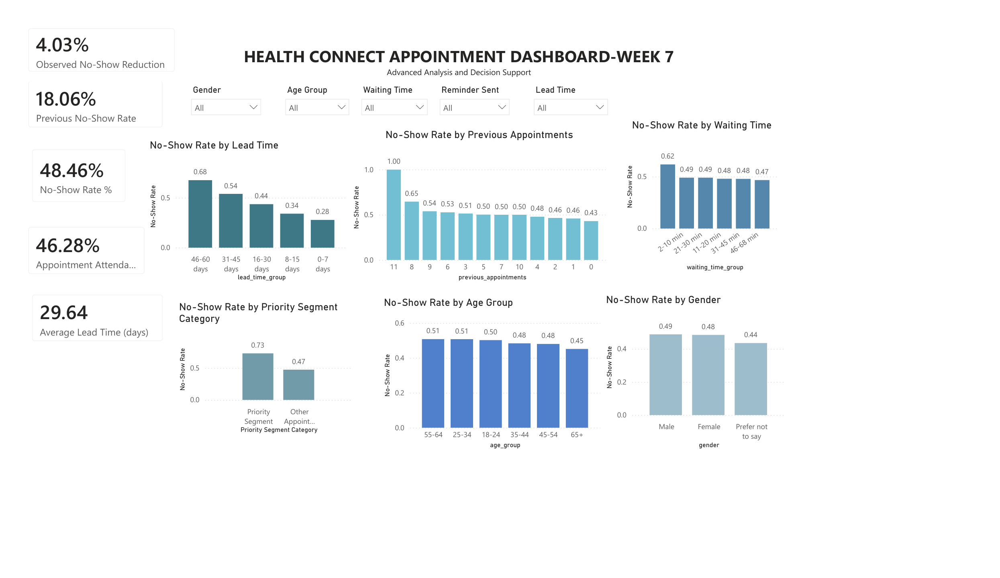 4.03%
Observed No-Show Reduction
18.06%
Previous No-Show Rate
48.46%
No-Show Rate %
46.28%
Appointment Attenda...
29.64
Average Lead Time (days)
HEALTH CONNECT APPOINTMENT DASHBOARD-WEEK 7
Advanced Analysis and Decision Support
Gender
All
Age Group
All
Waiting Time
All
Reminder Sent
All
Lead Time
All
No-Show Rate by Lead Time
No-Show Rate
0.5
0.0
0.68
0.54
0.44
0.34
0.28
46-60
days
31-45
days
16-30
days
8-15
days
0-7
days
lead_time_group
No-Show Rate by Previous Appointments
No-Show Rate
1.0
0.5
0.0
1.00
0.65
0.54
0.53
0.51
0.50
0.50
0.50
0.48
0.46
0.46
0.43
11
8
9
6
3
5
7
10
4
2
1
0
previous_appointments
No-Show Rate by Waiting Time
No-Show Rate
0.5
0.0
0.62
0.49
0.49
0.48
0.48
0.47
2-10 min
21-30 min
11-20 min
31-45 min
46-68 min
waiting_time_group
No-Show Rate by Priority Segment
Category
No-Show Rate
0.5
0.0
0.73
0.47
Priority
Segment
Other
Appoint...
Priority Segment Category
No-Show Rate by Age Group
No-Show Rate
0.6
0.4
0.2
0.0
0.51
0.51
0.50
0.48
0.48
0.45
55-64
25-34
18-24
35-44
45-54
65+
age_group
No-Show Rate by Gender
No-Show Rate
0.4
0.2
0.0
0.49
0.48
0.44
Male
Female
Prefer not
to say
gender